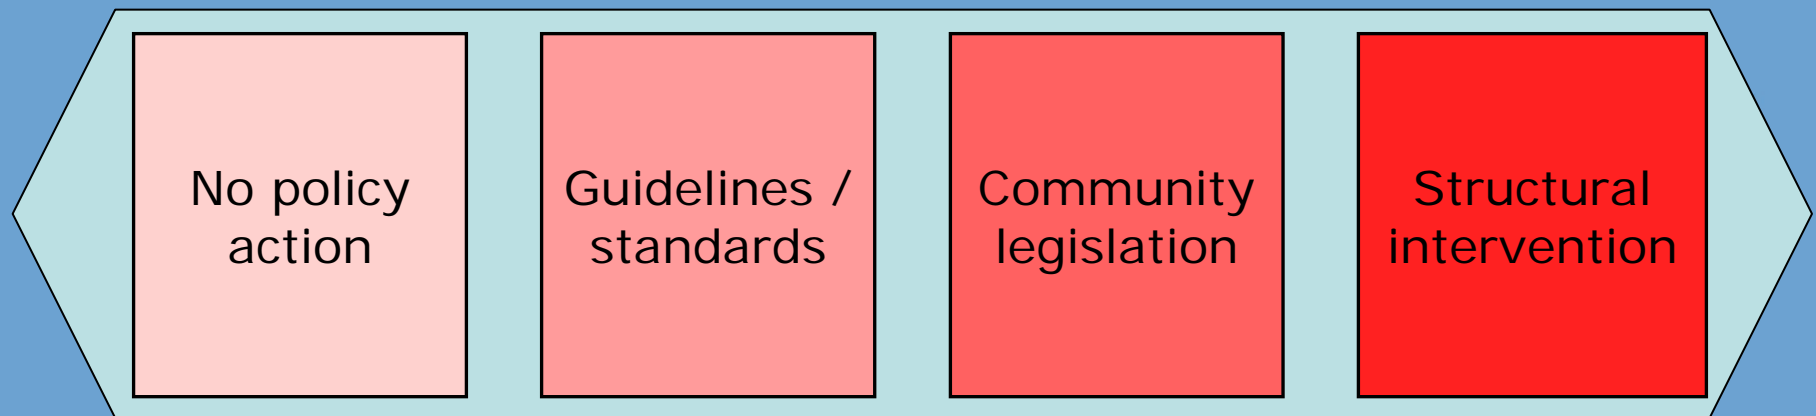 No policy
action
Guidelines /
standards
Community
legislation
Structural
intervention